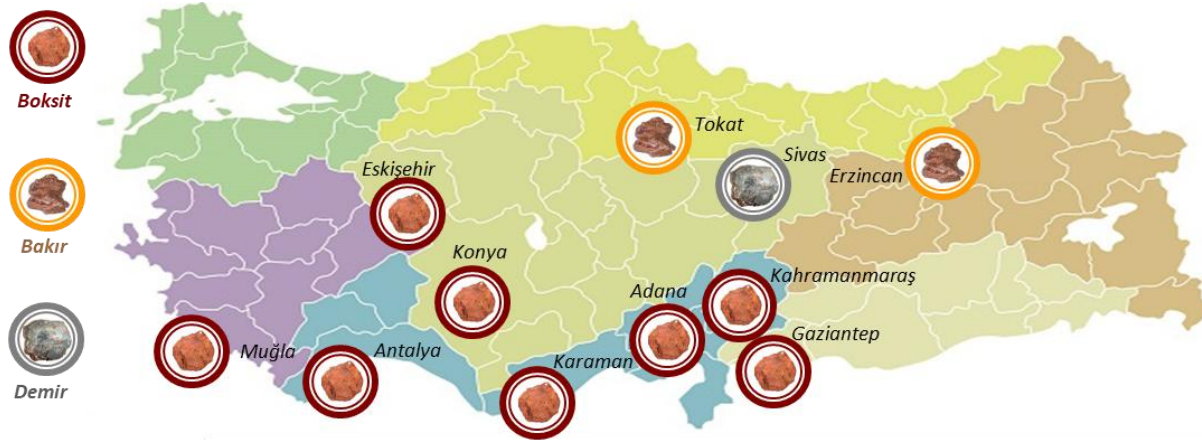 Boksit
Bakır
Demir
Tokat
Sivas
Erzincan
Eskişehir
Konya
Kahramanmaraş
Adana
Gaziantep
Muğla
Antalya
Karaman